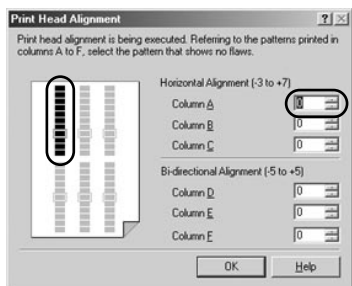 Print Head Alignment
Print head alignment is being executed. Referring to the patterns printed in
columns A to F, select the pattern that shows no flaws.
Horizontal Alignment (-3 to +7)
Column A 0
Column B 0
Column C 0
Bi-directional Alignment (-5 to +5)
Column D 0
Column E 0
Column F 0
OK Help